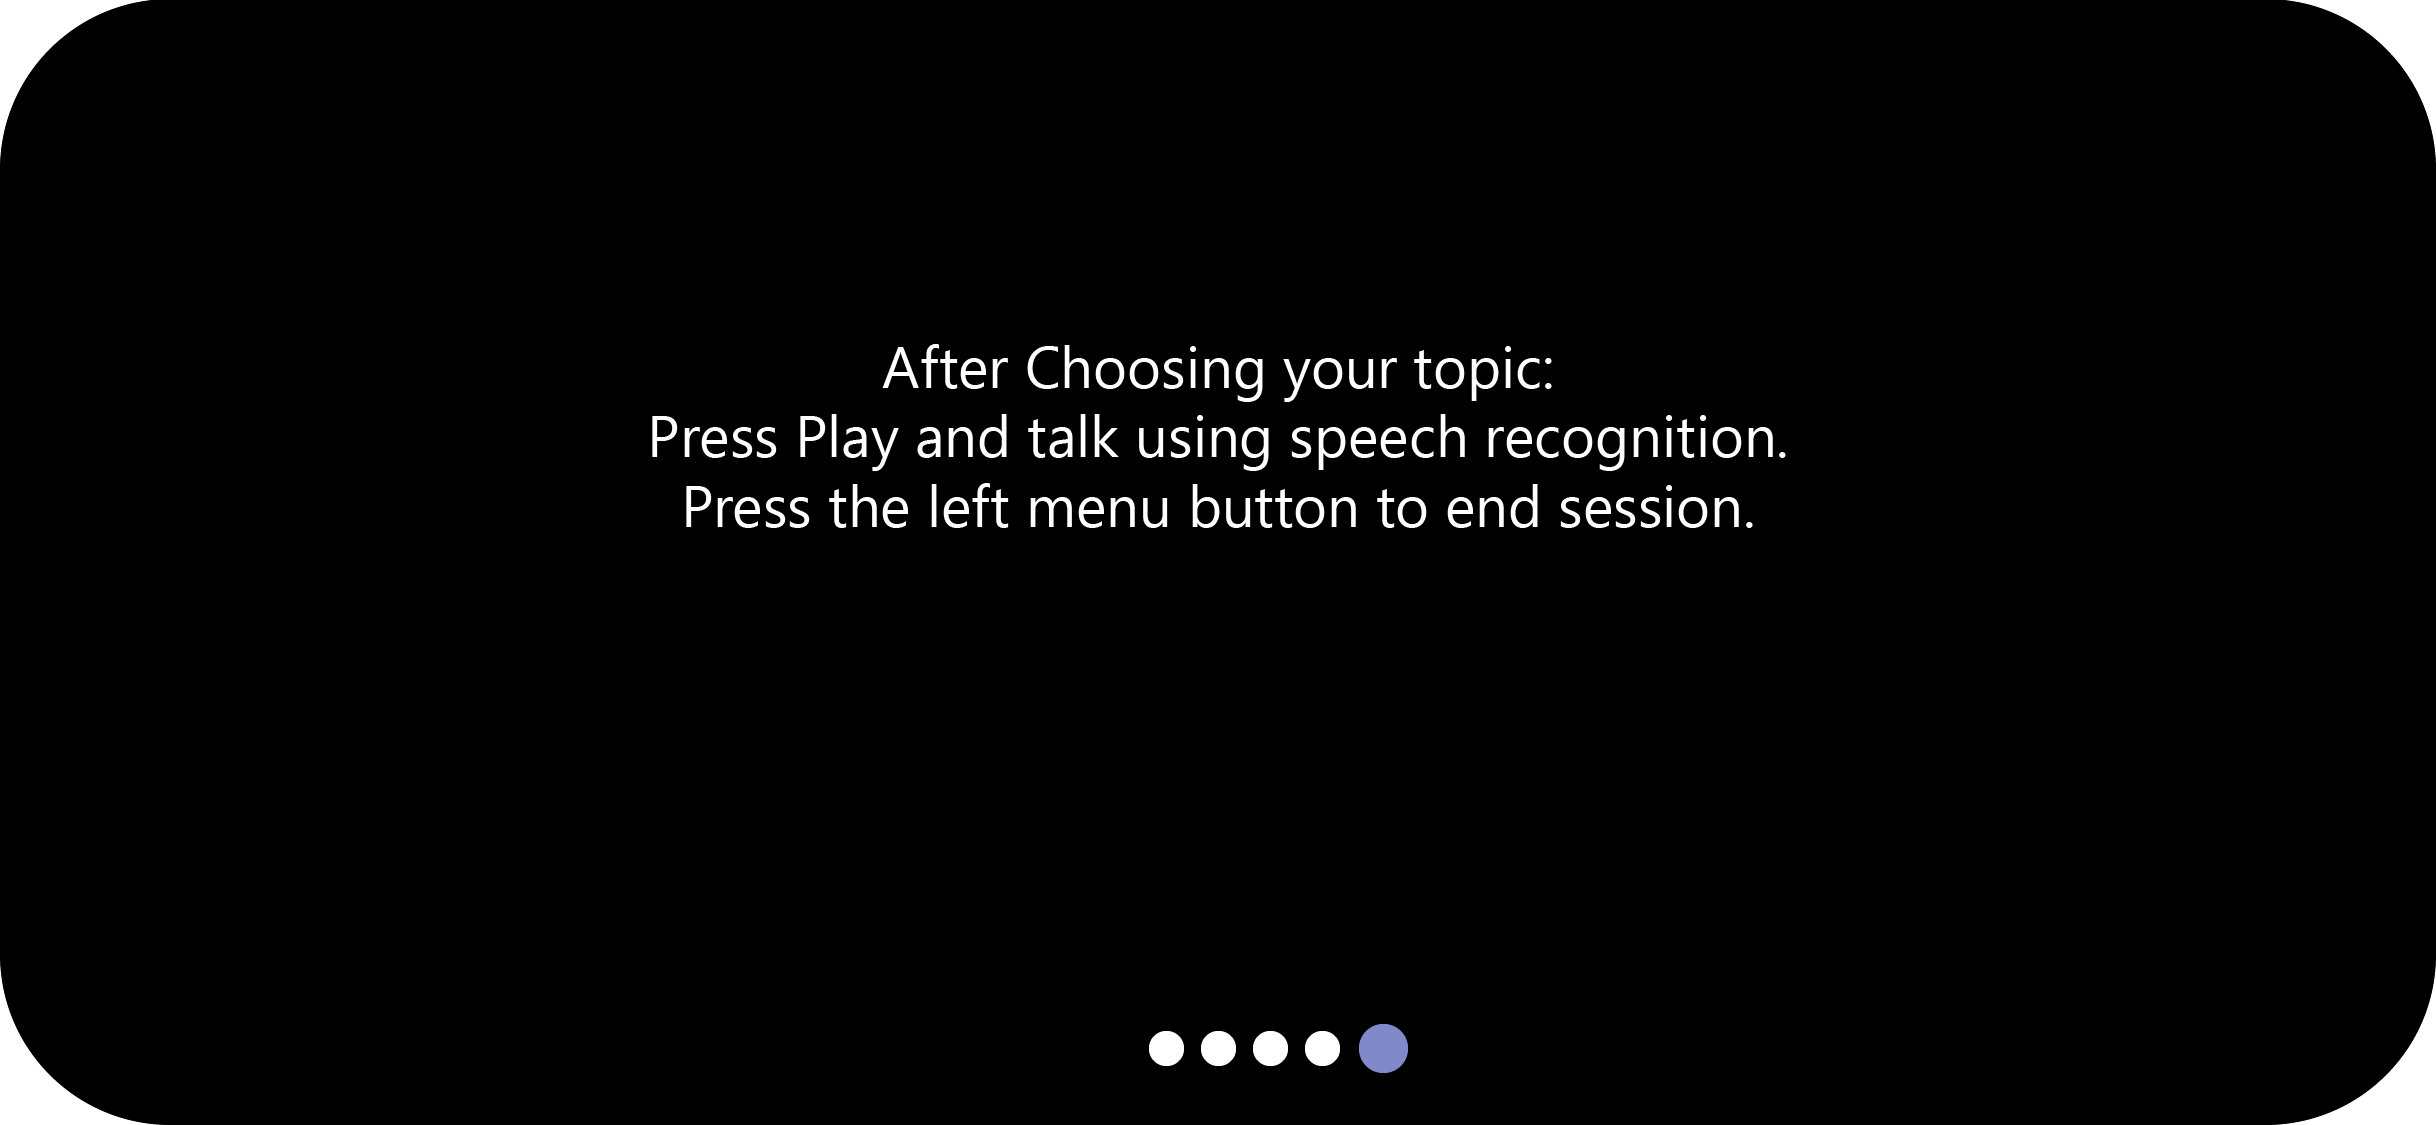 After Choosing your topic:
Press Play and talk using speech recognition.
Press the left menu button to end session.